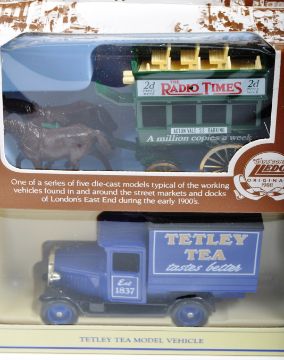 THE
2d RADIO TIMES 2d
A million copies a week
One of a series of five die-cast models typical of the working
vehicles found in and around the street markets and docks
of London's East End during the early 1900's.
LLEDO
ORIGINAL
TETLEY
TEA
tastes better
Est
1837
TETLEY TEA MODEL VEHICLE